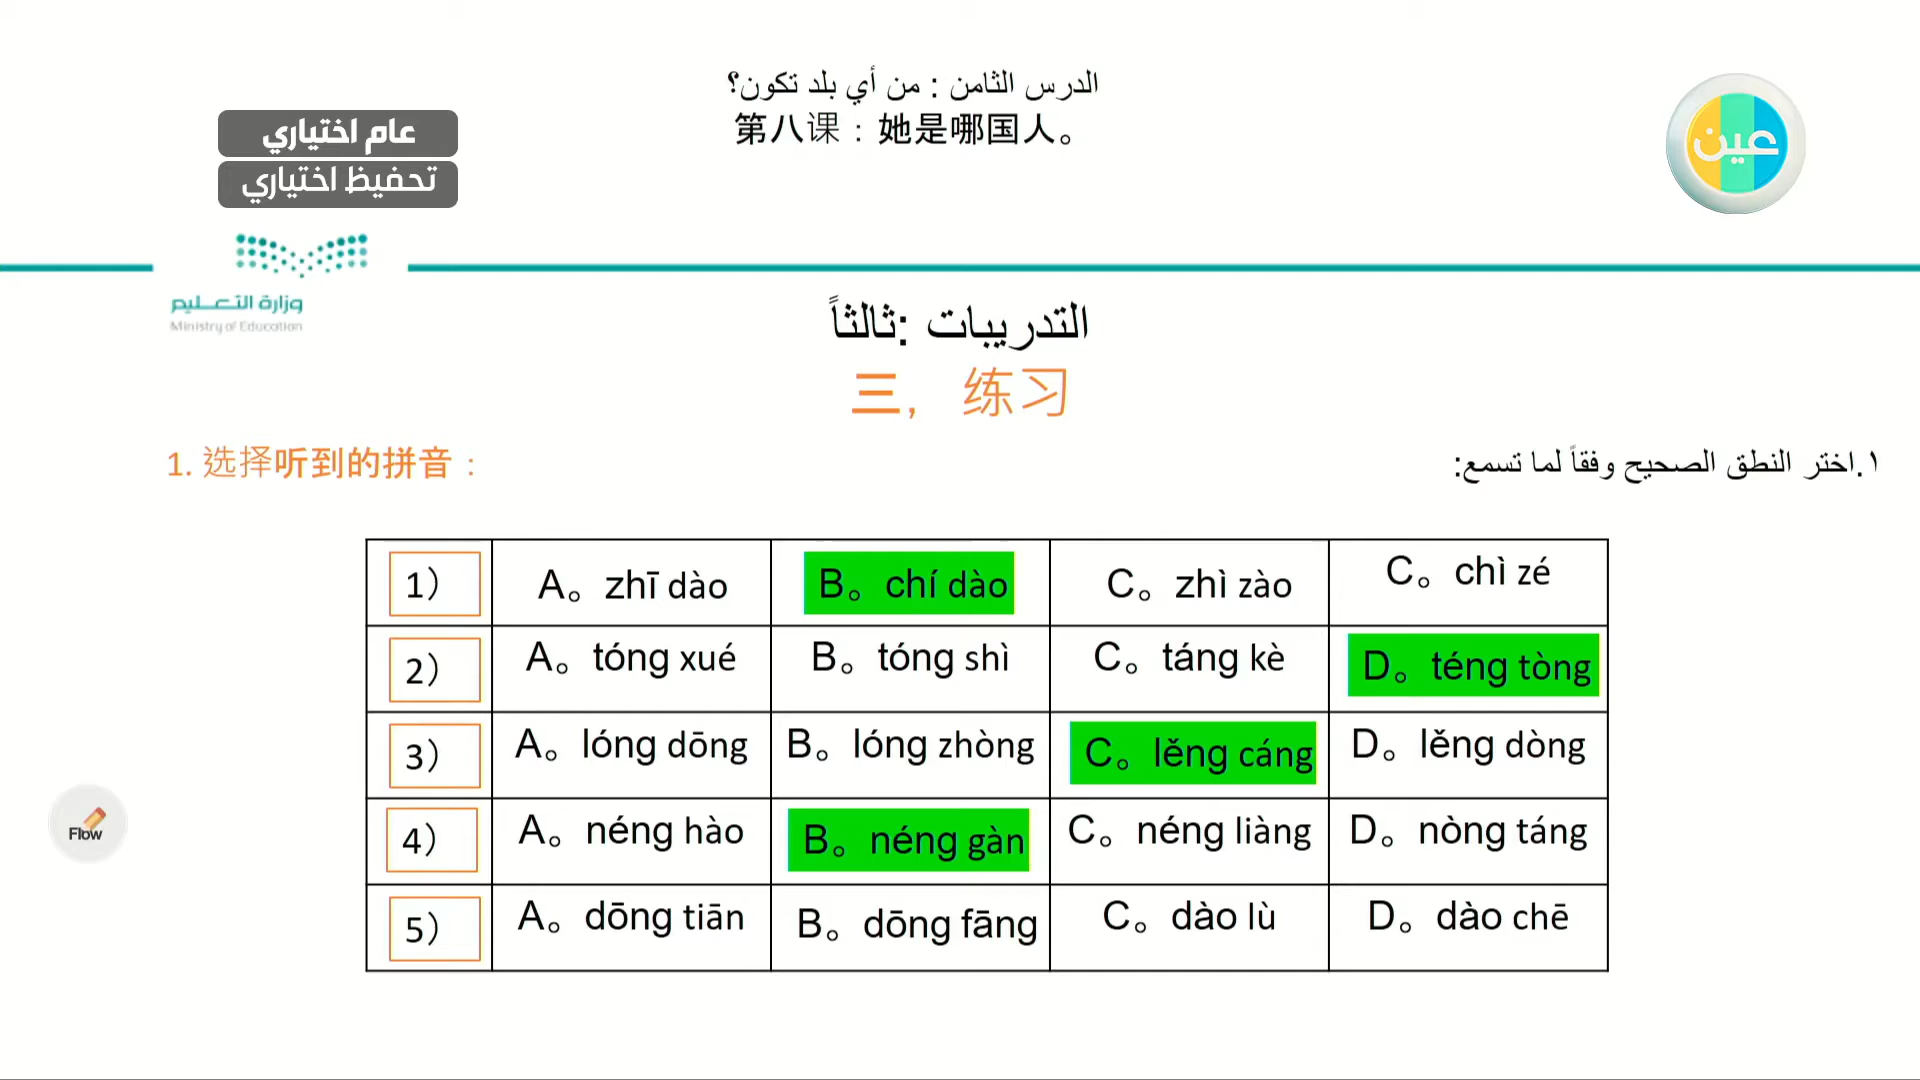 الدرس الثامن : من أي بلد تكون؟
第八课：她是哪国人。
عام اختياري
تحفيظ اختياري
عين
وزارة التعليم
Ministry of Education
التدريبات :ثالثاً
三，练习
1. 选择听到的拼音：
١.اختر النطق الصحيح وفقاً لما تسمع:
1） A。zhī dào B。chí dào C。zhì zào C。chì zé
2） A。tóng xué B。tóng shì C。táng kè D。téng tòng
3） A。lóng dōng B。lóng zhòng C。lěng cáng D。lěng dòng
4） A。néng hào B。néng gàn C。néng liàng D。nòng táng
5） A。dōng tiān B。dōng fāng C。dào lù D。dào chē
Flow